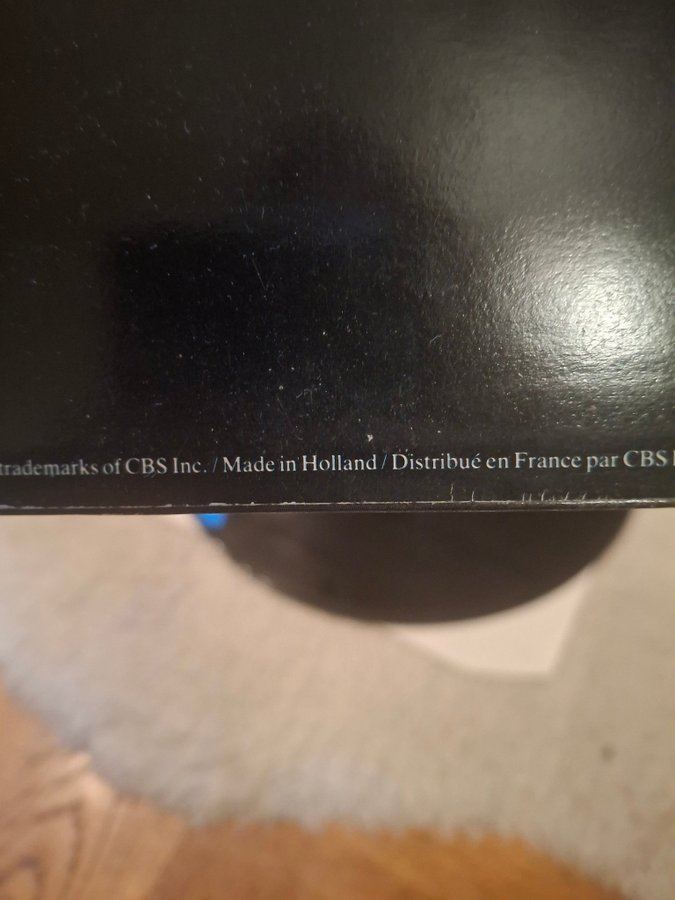 trademarks of CBS Inc. / Made in Holland / Distribué en France par CBS